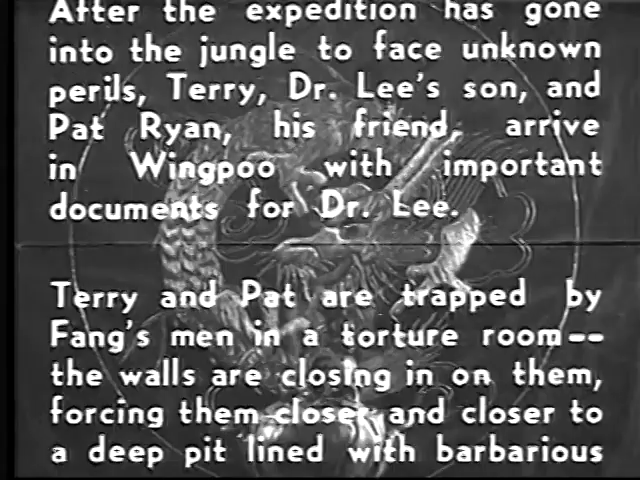 After the expedition has gone
into the jungle to face unknown
perils, Terry, Dr. Lee's son, and
Pat Ryan, his friend, arrive
in Wingpoo with important
documents for Dr. Lee.
Terry and Pat are trapped by
Fang's men in a torture room--
the walls are closing in on them,
forcing them closer and closer to
a deep pit lined with barbarious